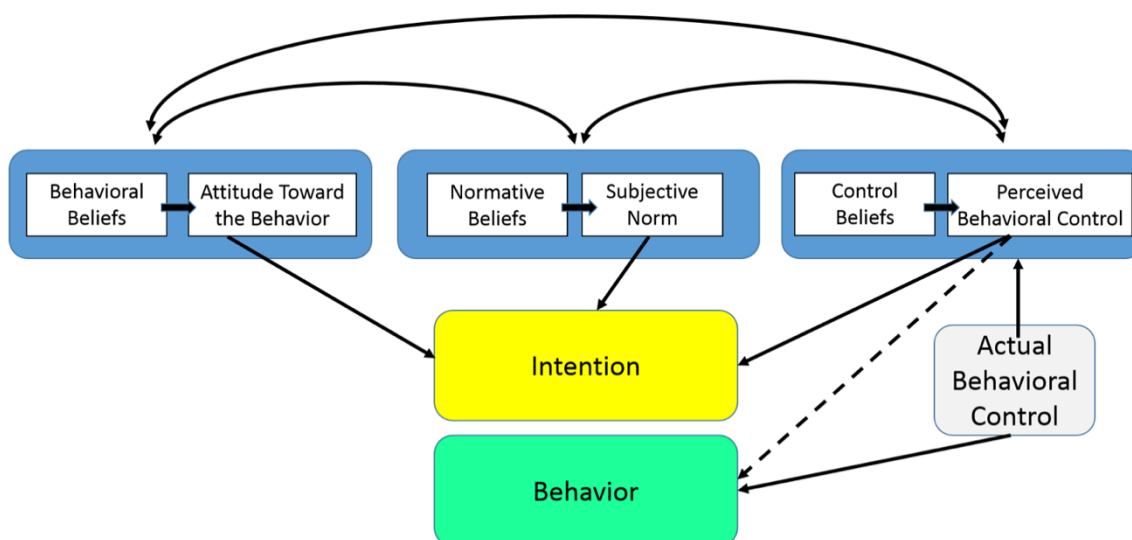 Behavioral
Beliefs
Attitude Toward
the Behavior
Normative
Beliefs
Subjective
Norm
Control
Beliefs
Perceived
Behavioral Control
Intention
Actual
Behavioral
Control
Behavior